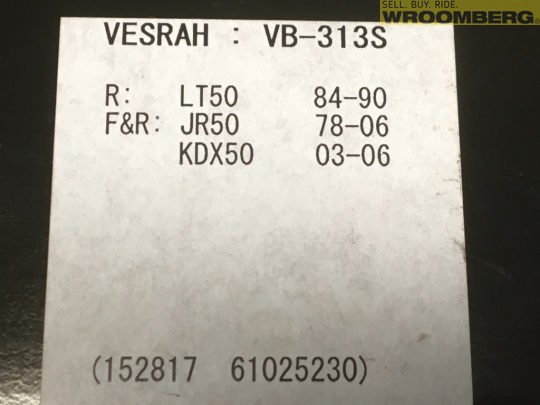 SELL. BUY. RIDE.
WROOMBERG
VESRAH : VB-313S
R: LT50 84-90
F&R: JR50 78-06
KDX50 03-06
(152817 61025230)